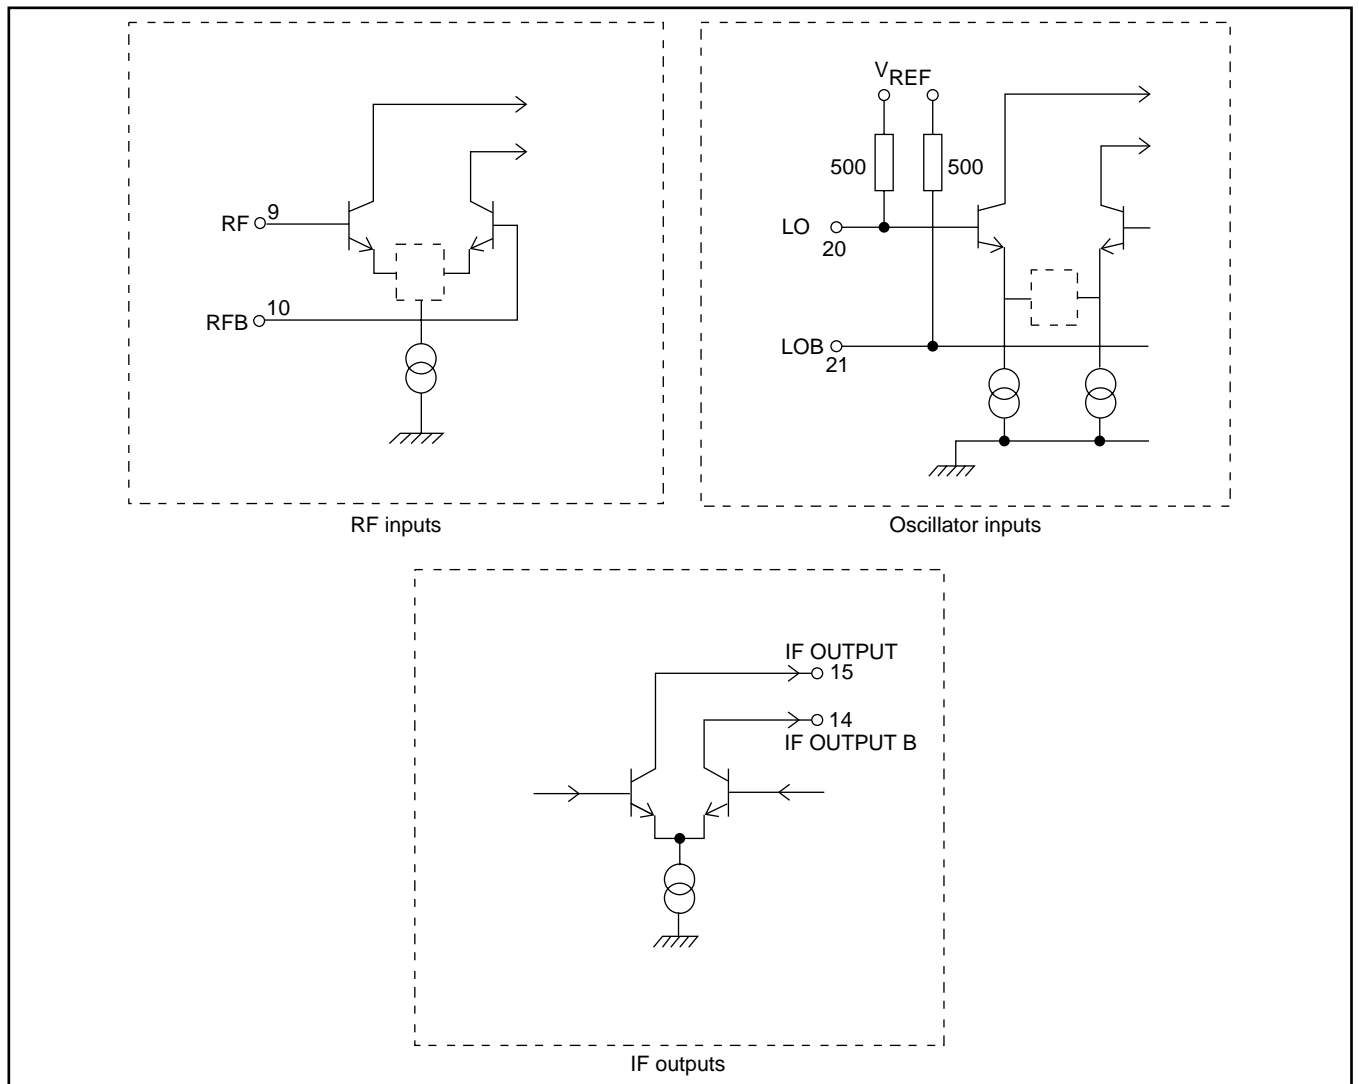 RF
9
RFB
10
RF inputs
VREF
500
500
LO
20
LOB
21
Oscillator inputs
IF OUTPUT
15
14
IF OUTPUT B
IF outputs